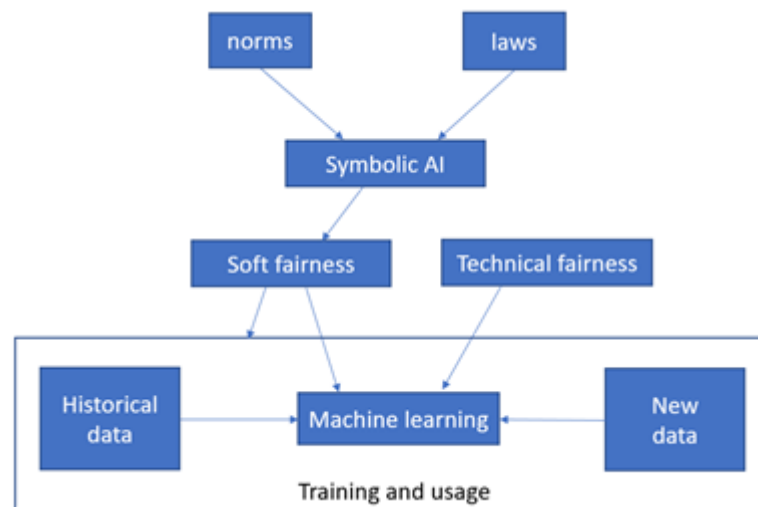 norms
laws
Symbolic AI
Soft fairness
Technical fairness
Historical
data
Machine learning
New
data
Training and usage